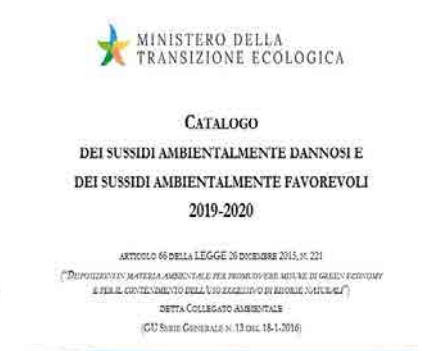 MINISTERO DELLA
TRANSIZIONE ECOLOGICA
CATALOGO
DEI SUSSIDI AMBIENTALMENTE DANNOSI E
DEI SUSSIDI AMBIENTALMENTE FAVOREVOLI
2019-2020
ARTICOLO 66 DELLA LEGGE 26 DICEMBRE 2015, N. 221
("DISPOSIZIONI IN MATERIA AMBIENTALE PER PROMUOVERE MISURE DI GREEN ECONOMY
E PER IL CONTENIMENTO DELL'USO ECCESSIVO DI RISORSE NATURALI")
DETTA COLLEGATO AMBIENTALE
(GU SERIE GENERALE N. 13 DEL 18-1-2016)